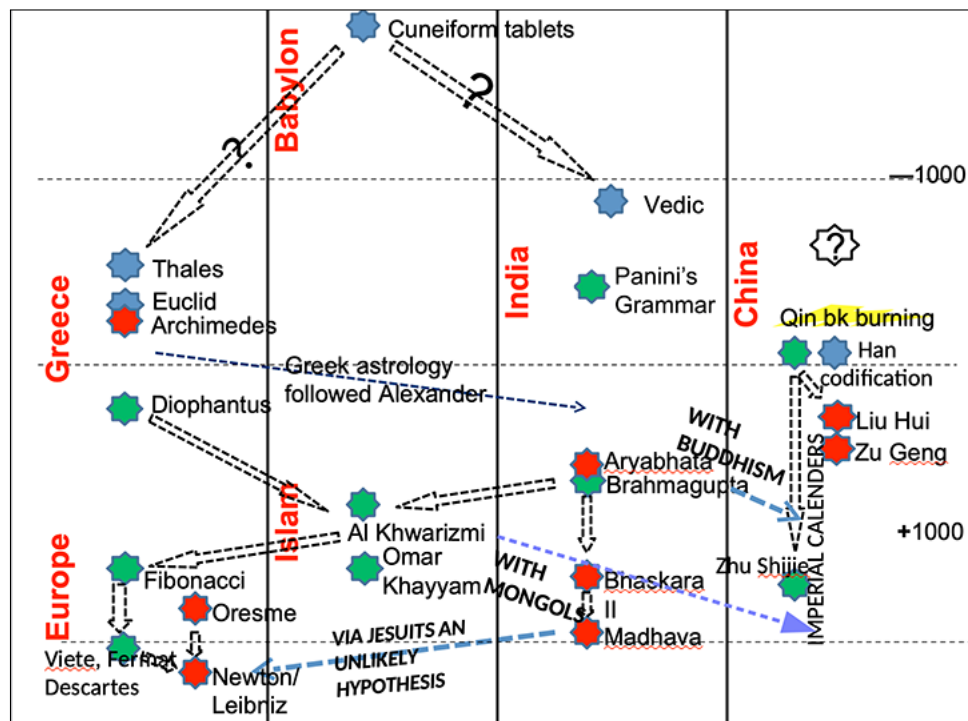 Cuneiform tablets
Babylon
?
?
—1000
Vedic
?
Thales
Euclid
Archimedes
Greece
India
Panini's
Grammar
China
Qin bk burning
Han
codification
Greek astrology
followed Alexander
Diophantus
Liu Hui
Zu Geng
WITH
BUDDHISM
Aryabhata
Brahmagupta
IMPERIAL CALENDERS
Islam
Al Khwarizmi
+1000
Omar
Khayyam
Zhu Shijie
Europe
Fibonacci
WITH
MONGOLS
Bhaskara
II
Oresme
Madhava
VIA JESUITS AN
UNLIKELY
HYPOTHESIS
Viete, Fermat
Descartes
Newton/
Leibniz